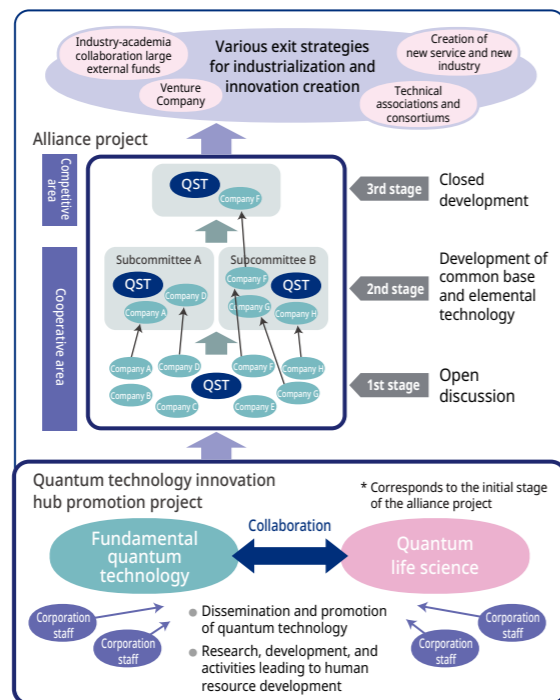 Industry-academia
collaboration large
external funds
Venture
Company
Various exit strategies
for industrialization and
innovation creation
Creation of
new service and new
industry
Technical
associations and
consortiums
Alliance project
Competitive
area
Cooperative area
QST
Company F
3rd stage
Closed
development
Subcommittee A
QST
Company D
Company A
Subcommittee B
Company F
QST
Company G
Company H
2nd stage
Development of
common base
and elemental
technology
Company A
Company D
Company F
Company H
Company B
Company C
QST
Company E
Company G
1st stage
Open
discussion
Quantum technology innovation
hub promotion project
* Corresponds to the initial stage
of the alliance project
Fundamental
quantum
technology
Collaboration
Quantum
life science
Corporation
staff
Corporation
staff
● Dissemination and promotion
of quantum technology
● Research, development, and
activities leading to human
resource development
Corporation
staff
Corporation
staff